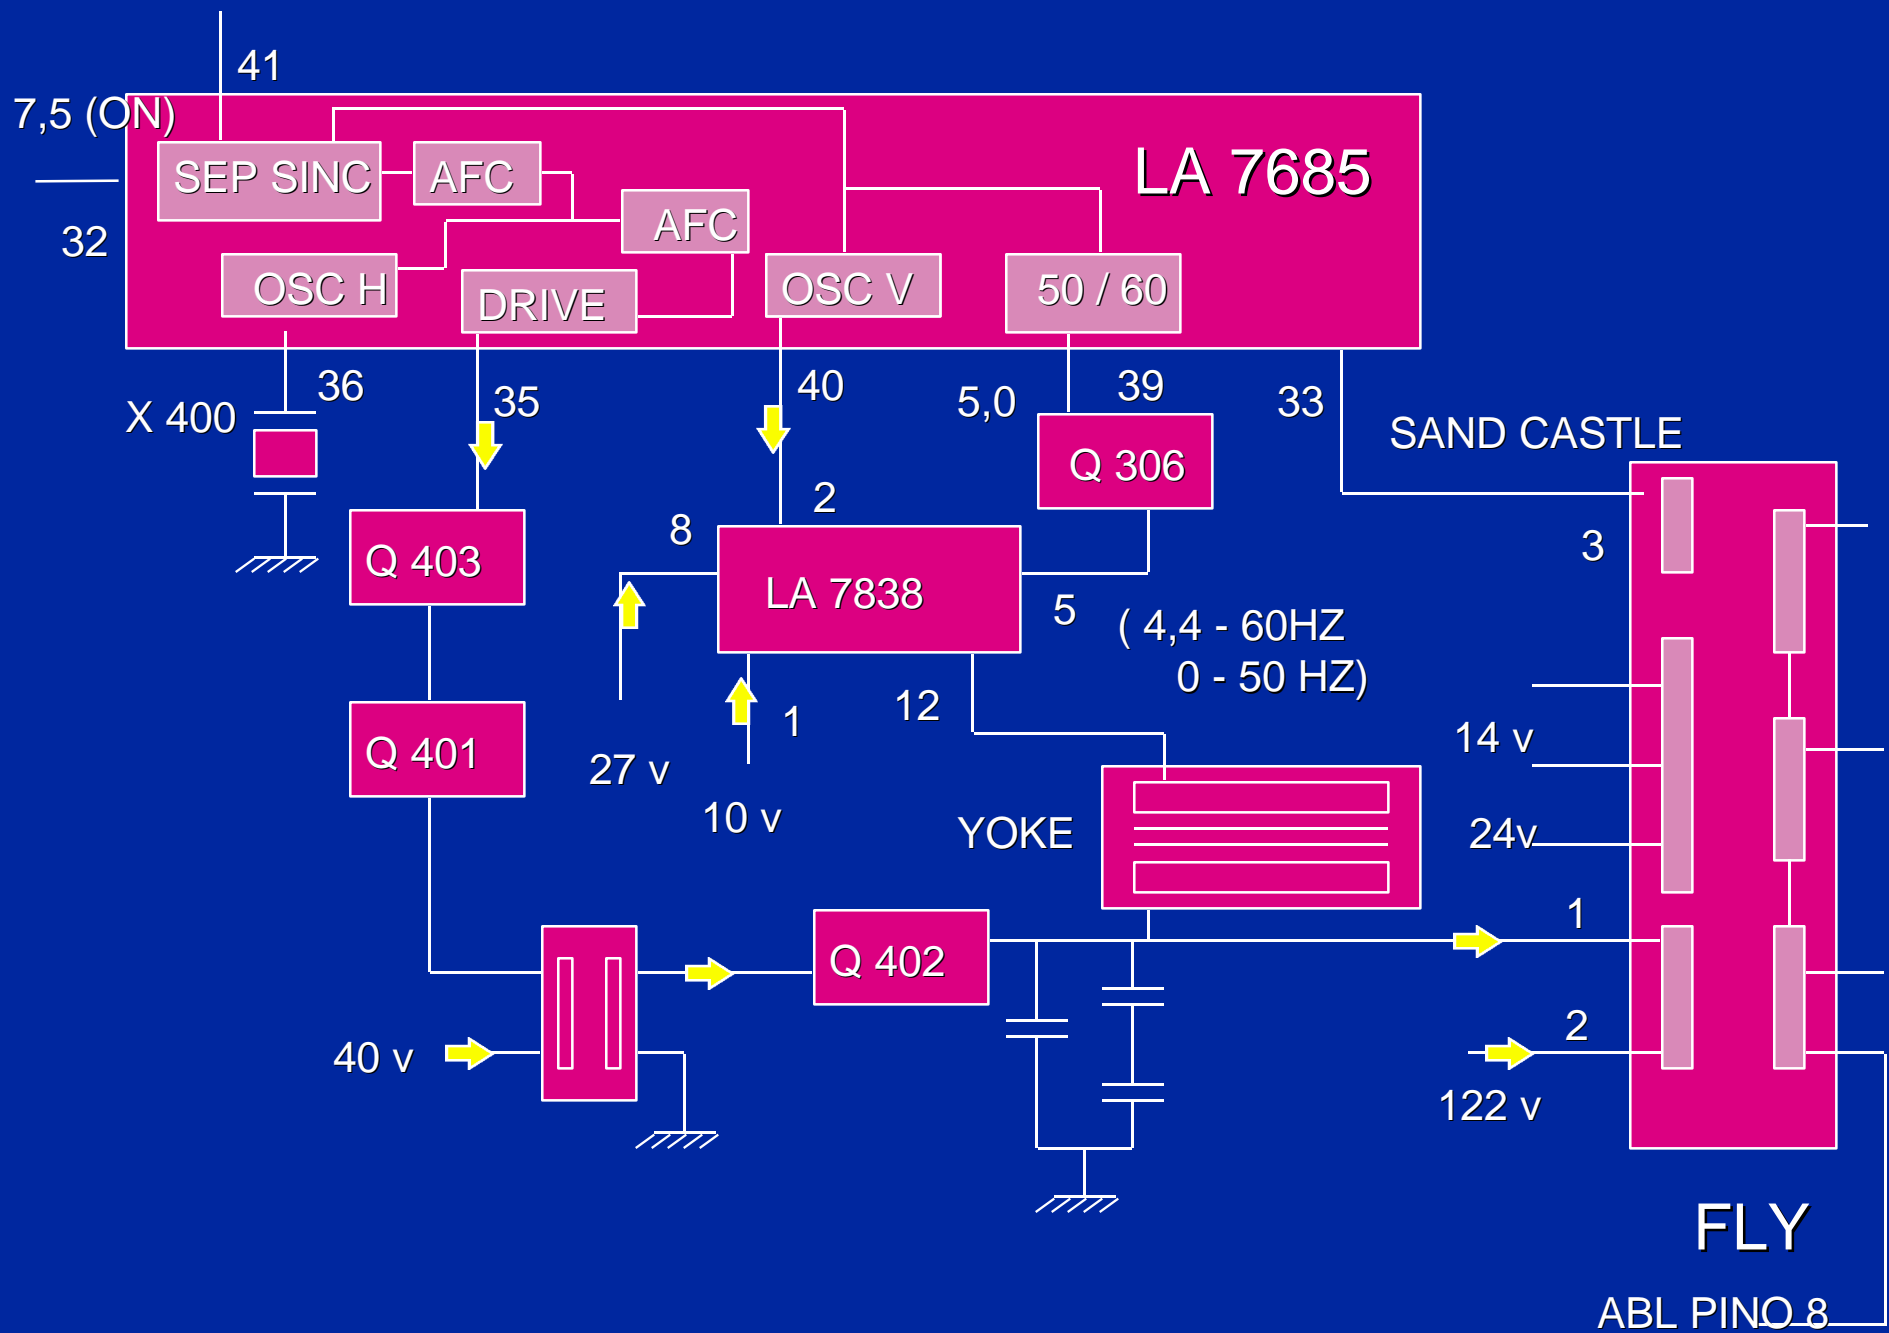 41
7,5 (ON)
LA 7685
SEP SINC
AFC
AFC
32
OSC H
DRIVE
OSC V
50 / 60
36
35
40
5,0
39
33
X 400
SAND CASTLE
Q 306
2
8
3
Q 403
LA 7838
5
( 4,4 - 60HZ
0 - 50 HZ)
12
1
14 v
Q 401
27 v
10 v
YOKE
24v
1
Q 402
2
40 v
122 v
FLY
ABL PINO 8